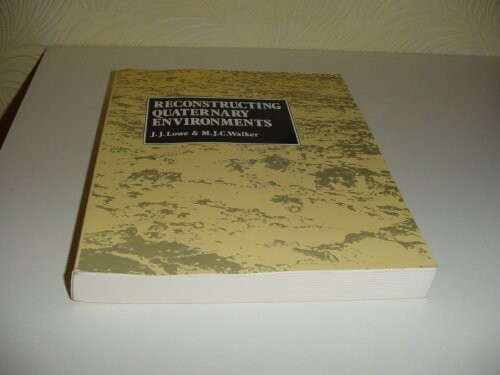 RECONSTRUCTING
QUATERNARY
ENVIRONMENTS
J.J. Lowe & M.J.C. Walker